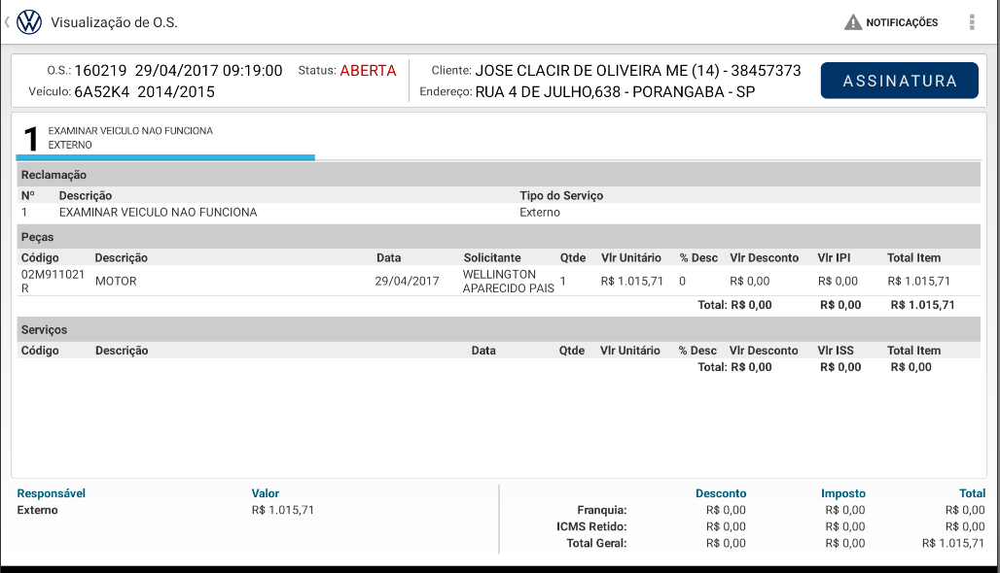 Visualização de O.S.
NOTIFICAÇÕES
O.S.: 160219 29/04/2017 09:19:00 Status: ABERTA
Veículo: 6A52K4 2014/2015
Cliente: JOSE CLACIR DE OLIVEIRA ME (14) - 38457373
Endereço: RUA 4 DE JULHO,638 - PORANGABA - SP
ASSINATURA
1
EXAMINAR VEICULO NAO FUNCIONA
EXTERNO
Reclamação
Nº Descrição Tipo do Serviço
1 EXAMINAR VEICULO NAO FUNCIONA Externo
Peças
Código Descrição Data Solicitante Qtde Vlr Unitário % Desc Vlr Desconto Vlr IPI Total Item
02M911021 R MOTOR 29/04/2017 WELLINGTON APARECIDO PAIS 1 R$ 1.015,71 0 R$ 0,00 R$ 0,00 R$ 1.015,71
Total: R$ 0,00 R$ 0,00 R$ 1.015,71
Serviços
Código Descrição Data Qtde Vlr Unitário % Desc Vlr Desconto Vlr ISS Total Item
Total: R$ 0,00 R$ 0,00 R$ 0,00
Responsável Valor
Externo R$ 1.015,71
Desconto Imposto Total
Franquia: R$ 0,00 R$ 0,00 R$ 0,00
ICMS Retido: R$ 0,00 R$ 0,00 R$ 0,00
Total Geral: R$ 0,00 R$ 0,00 R$ 1.015,71